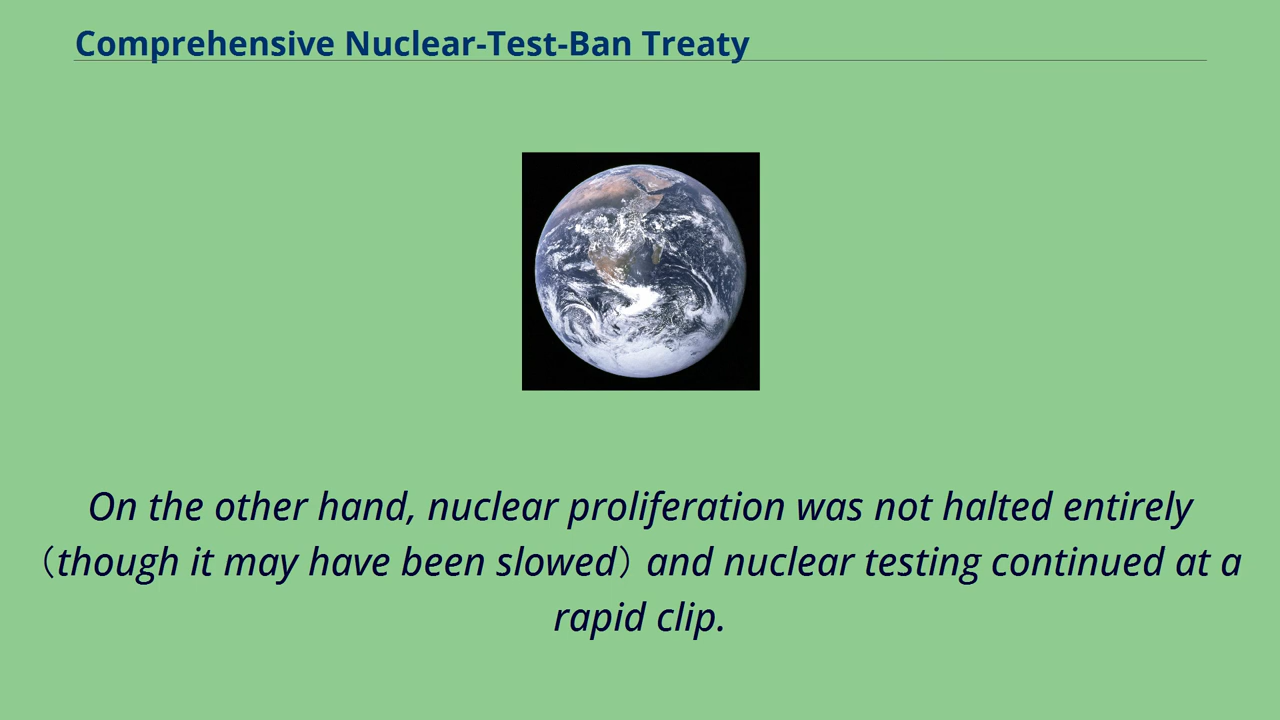 Comprehensive Nuclear-Test-Ban Treaty
On the other hand, nuclear proliferation was not halted entirely
（though it may have been slowed）and nuclear testing continued at a
rapid clip.